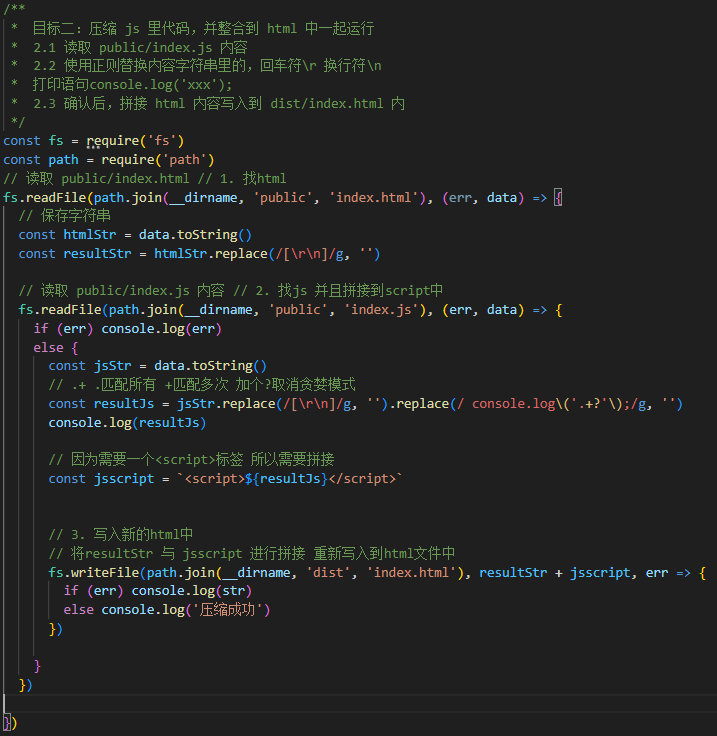 /**
 *  目标二：压缩 js 里代码，并整合到 html 中一起运行
 *  2.1 读取 public/index.js 内容
 *  2.2 使用正则替换内容字符串里的，回车符\r 换行符\n
 *  打印语句console.log('xxx');
 *  2.3 确认后，拼接 html 内容写入到 dist/index.html 内
 */
const fs = require('fs')
const path = require('path')
// 读取 public/index.html // 1. 找html
fs.readFile(path.join(__dirname, 'public', 'index.html'), (err, data) => {
  // 保存字符串
  const htmlStr = data.toString()
  const resultStr = htmlStr.replace(/[\r\n]/g, '')
  // 读取 public/index.js 内容 // 2. 找js 并且拼接到script中
  fs.readFile(path.join(__dirname, 'public', 'index.js'), (err, data) => {
    if (err) console.log(err)
    else {
      const jsStr = data.toString()
      // .+ .匹配所有 +匹配多次 加个?取消贪婪模式
      const resultJs = jsStr.replace(/[\r\n]/g, '').replace(/ console.log\('.+?'\);/g, '')
      console.log(resultJs)
      // 因为需要一个<script>标签 所以需要拼接
      const jsscript = `<script>${resultJs}</script>`
      // 3. 写入新的html中
      // 将resultStr 与 jsscript 进行拼接 重新写入到html文件中
      fs.writeFile(path.join(__dirname, 'dist', 'index.html'), resultStr + jsscript, err => {
        if (err) console.log(str)
        else console.log('压缩成功')
      })
    }
  })
})